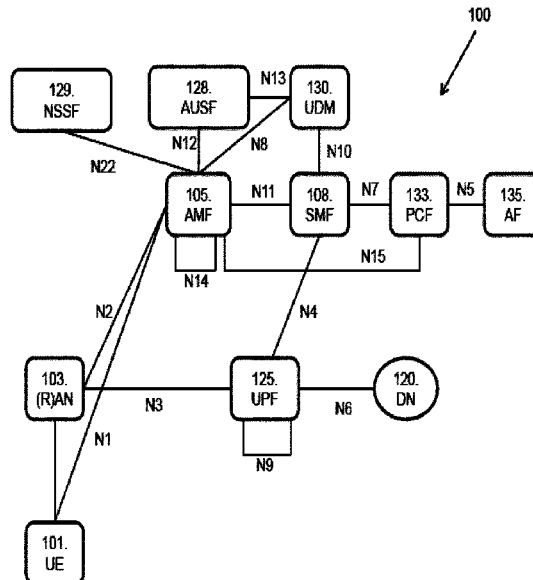 100
129.
NSSF
128.
AUSF
N13
130.
UDM
N22
N12
N8
N10
105.
AMF
N11
108.
SMF
N7
133.
PCF
N5
135.
AF
N14
N15
N2
N4
103.
(R)AN
N1
N3
125.
UPF
N6
120.
DN
N9
101.
UE